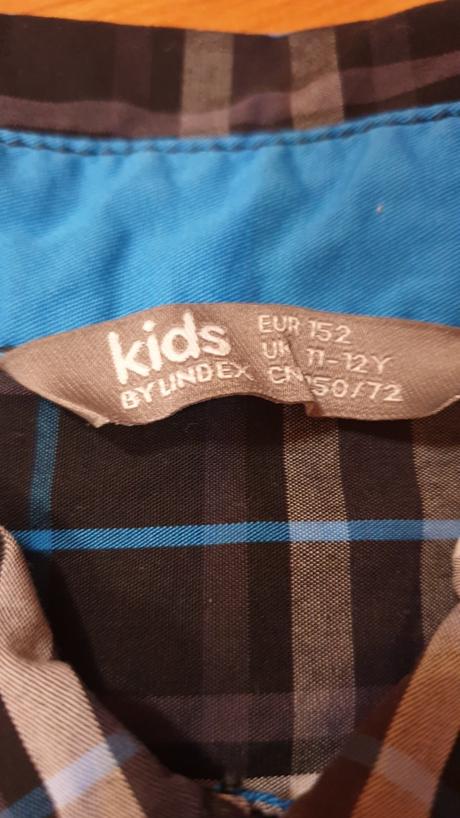 kids
BY LINDEX
EUR 152
UK 11-12Y
CN 150/72